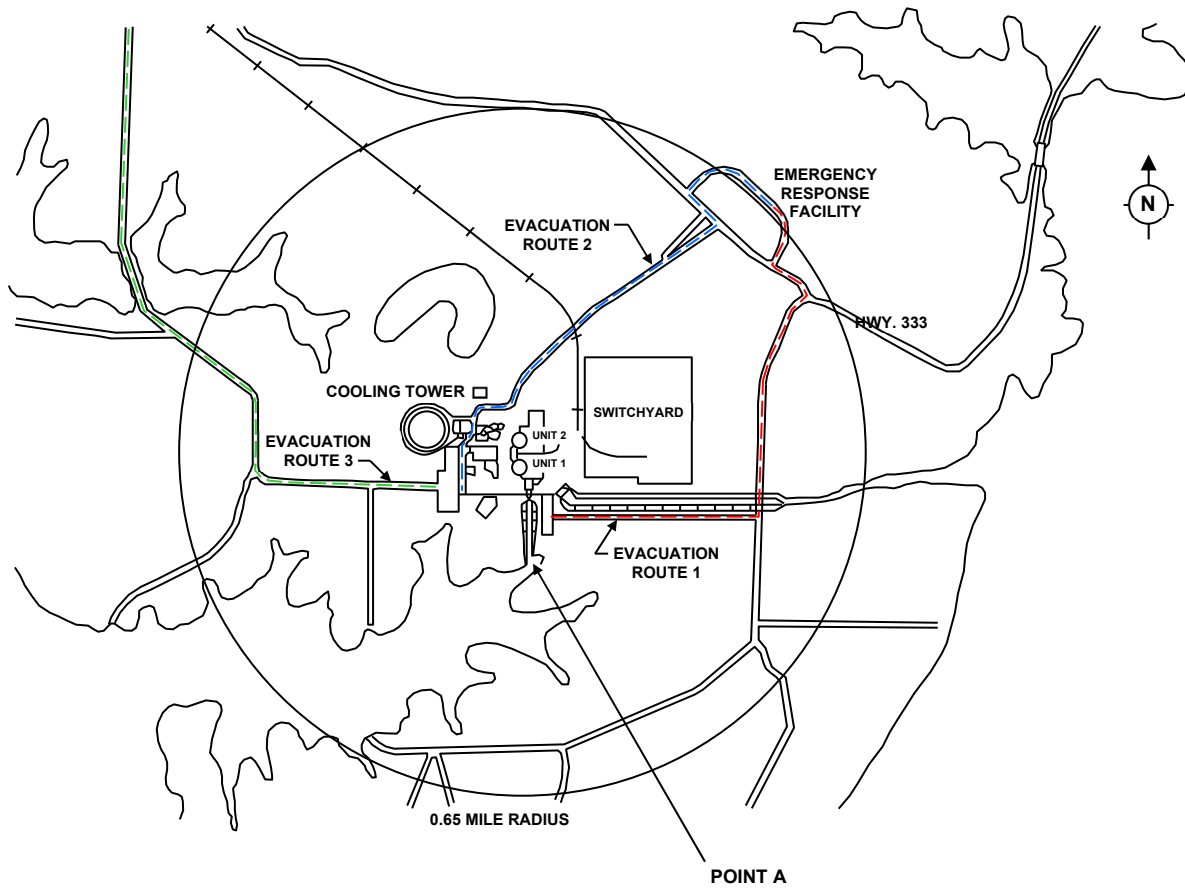 EMERGENCY
RESPONSE
FACILITY
N
EVACUATION
ROUTE 2
HWY. 333
COOLING TOWER
SWITCHYARD
UNIT 2
EVACUATION
ROUTE 3
UNIT 1
EVACUATION
ROUTE 1
0.65 MILE RADIUS
POINT A